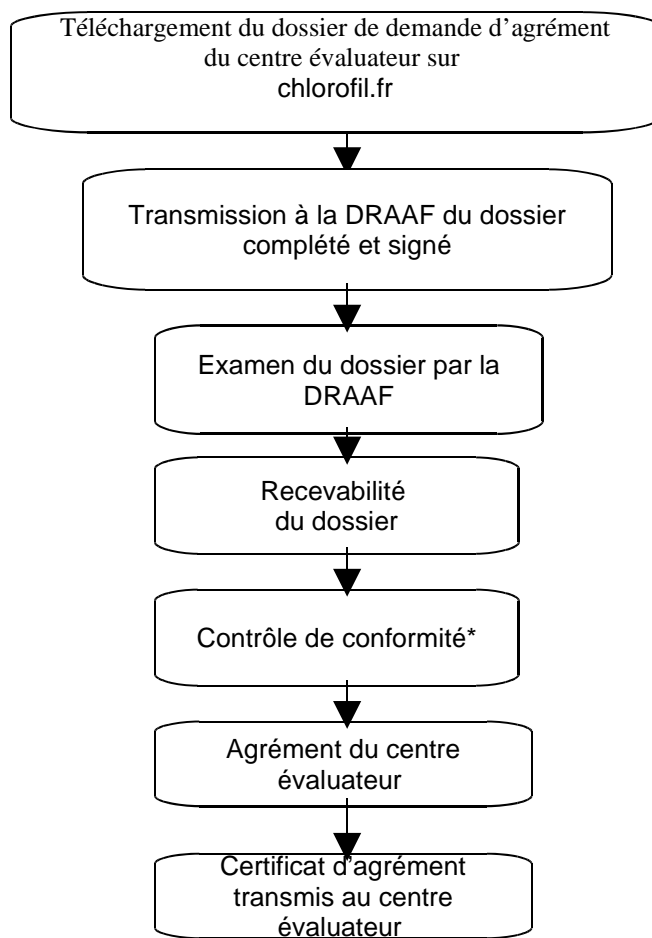 Téléchargement du dossier de demande d’agrément
du centre évaluateur sur
chlorofil.fr
Transmission à la DRAAF du dossier
complété et signé
Examen du dossier par la
DRAAF
Recevabilité
du dossier
Contrôle de conformité*
Agrément du centre
évaluateur
Certificat d’agrément
transmis au centre
évaluateur